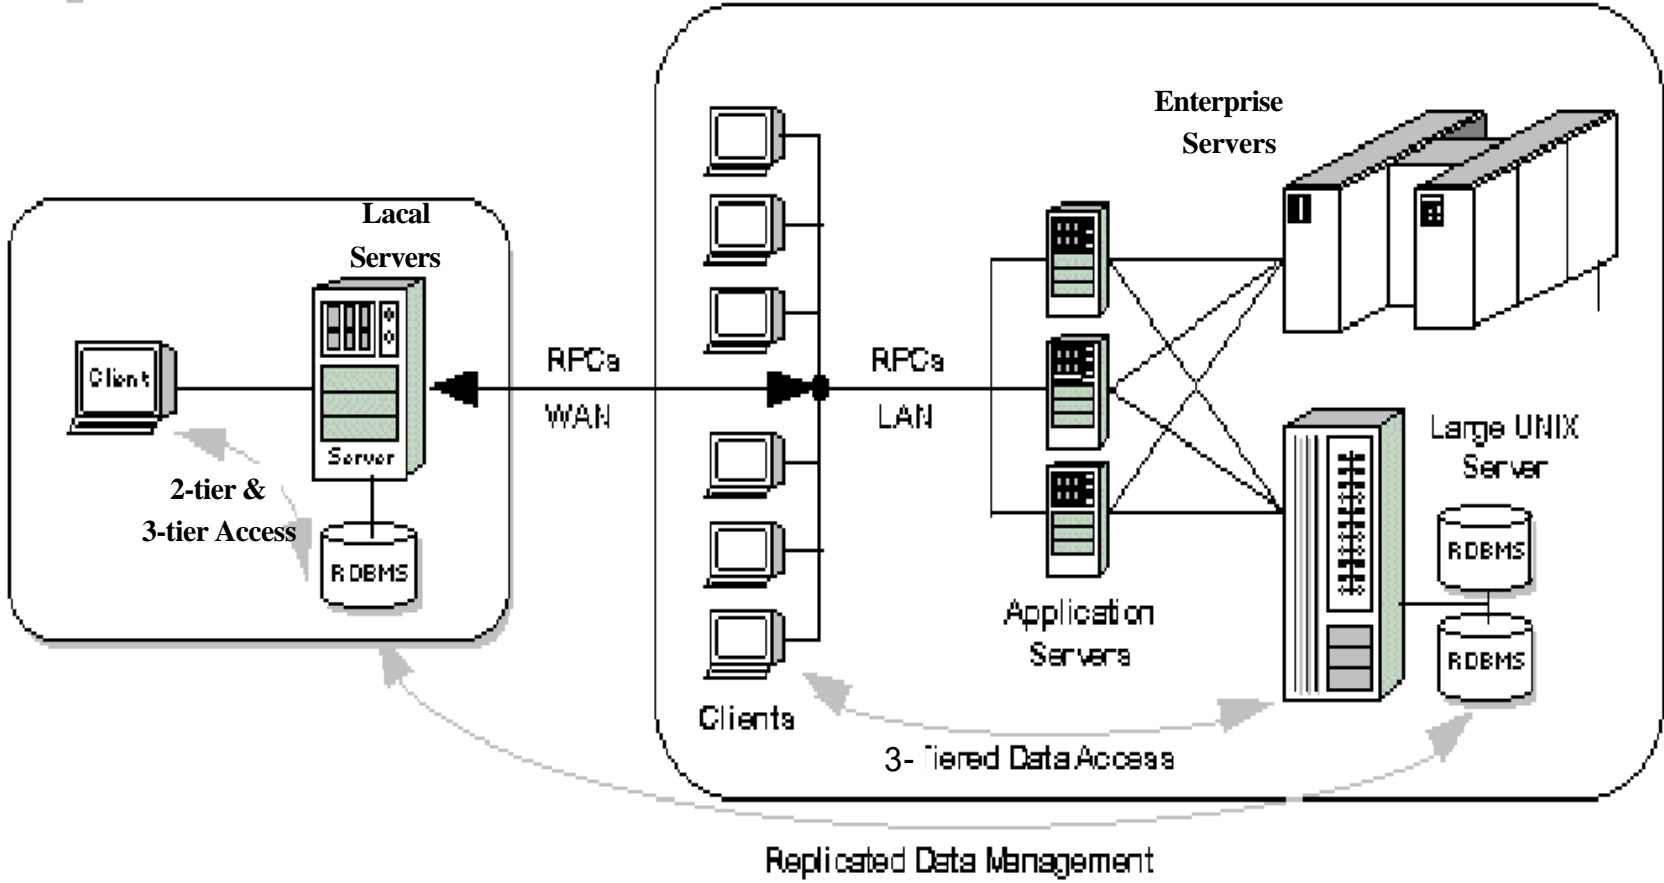 Enterprise
Servers
Lacal
Servers
Client
Server
2-tier &
3-tier Access
RDBMS
RPCs
WAN
RPCs
LAN
Large UNIX
Server
RDBMS
RDBMS
Application
Servers
Clients
3- Tiered Data Access
Replicated Data Management